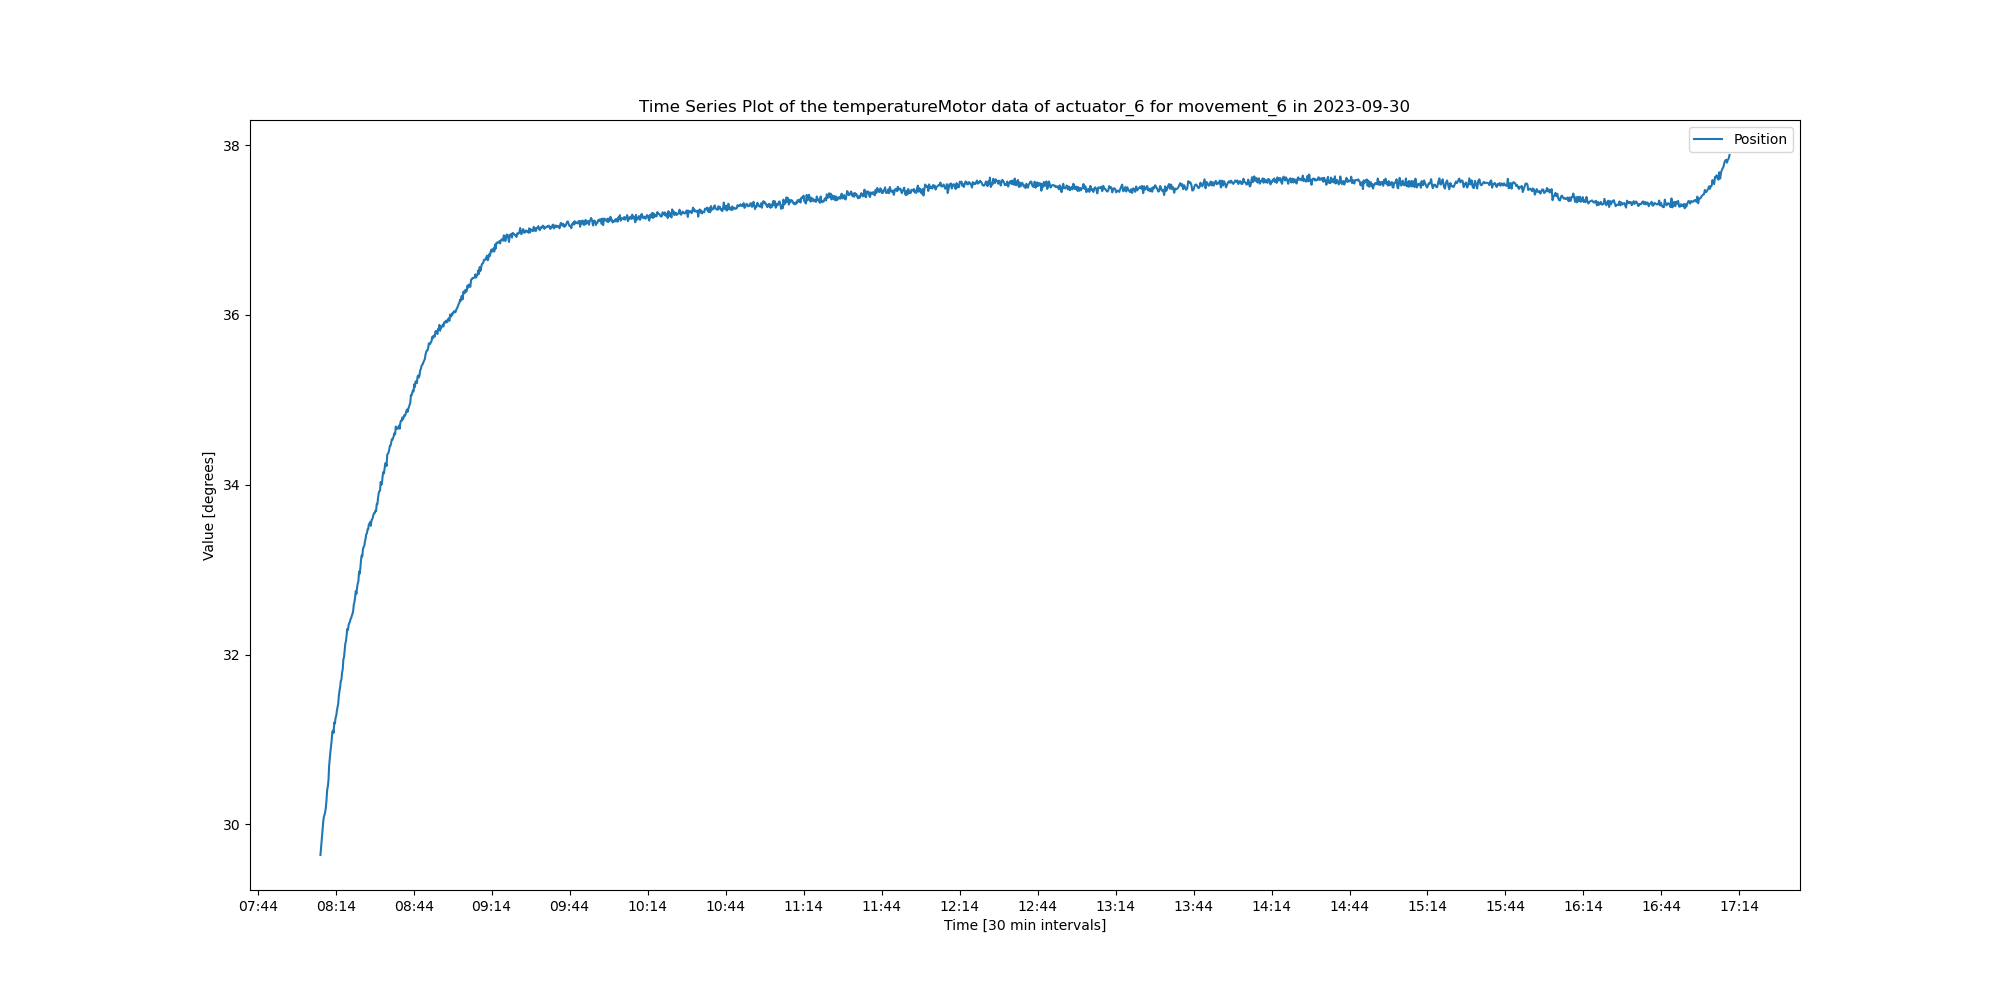 Time Series Plot of the temperatureMotor data of actuator_6 for movement_6 in 2023-09-30
Position
38
36
34
32
30
Value [degrees]
07:44 08:14 08:44 09:14 09:44 10:14 10:44 11:14 11:44 12:14 12:44 13:14 13:44 14:14 14:44 15:14 15:44 16:14 16:44 17:14
Time [30 min intervals]